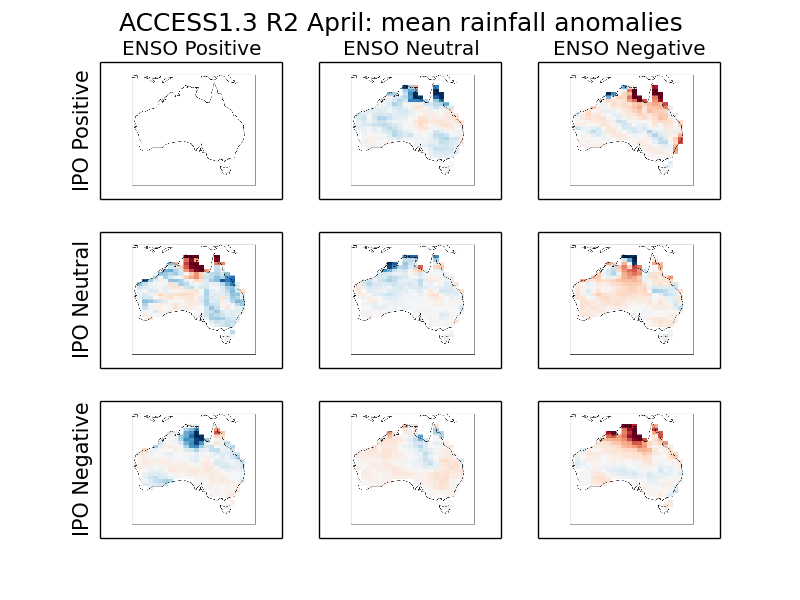 ACCESS1.3 R2 April: mean rainfall anomalies
ENSO Positive
ENSO Neutral
ENSO Negative
IPO Positive
IPO Neutral
IPO Negative